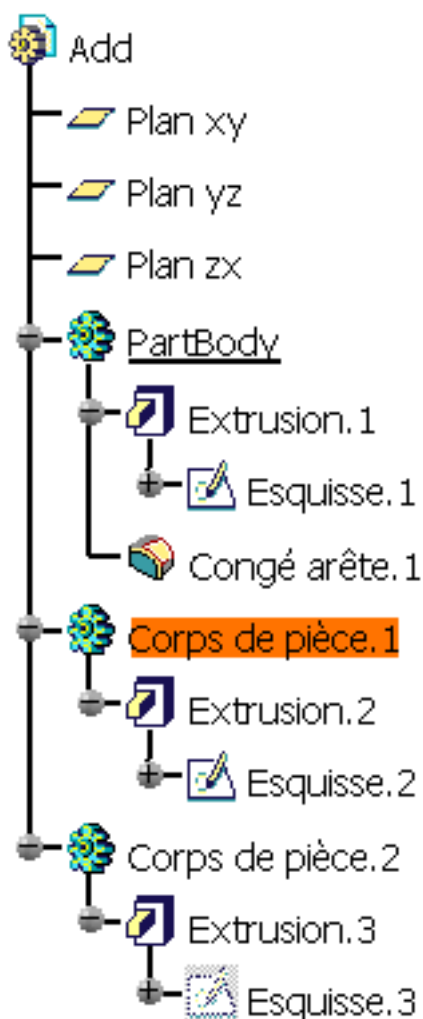 Add
Plan xy
Plan yz
Plan zx
PartBody
Extrusion.1
Esquisse.1
Congé arête.1
Corps de pièce.1
Extrusion.2
Esquisse.2
Corps de pièce.2
Extrusion.3
Esquisse.3